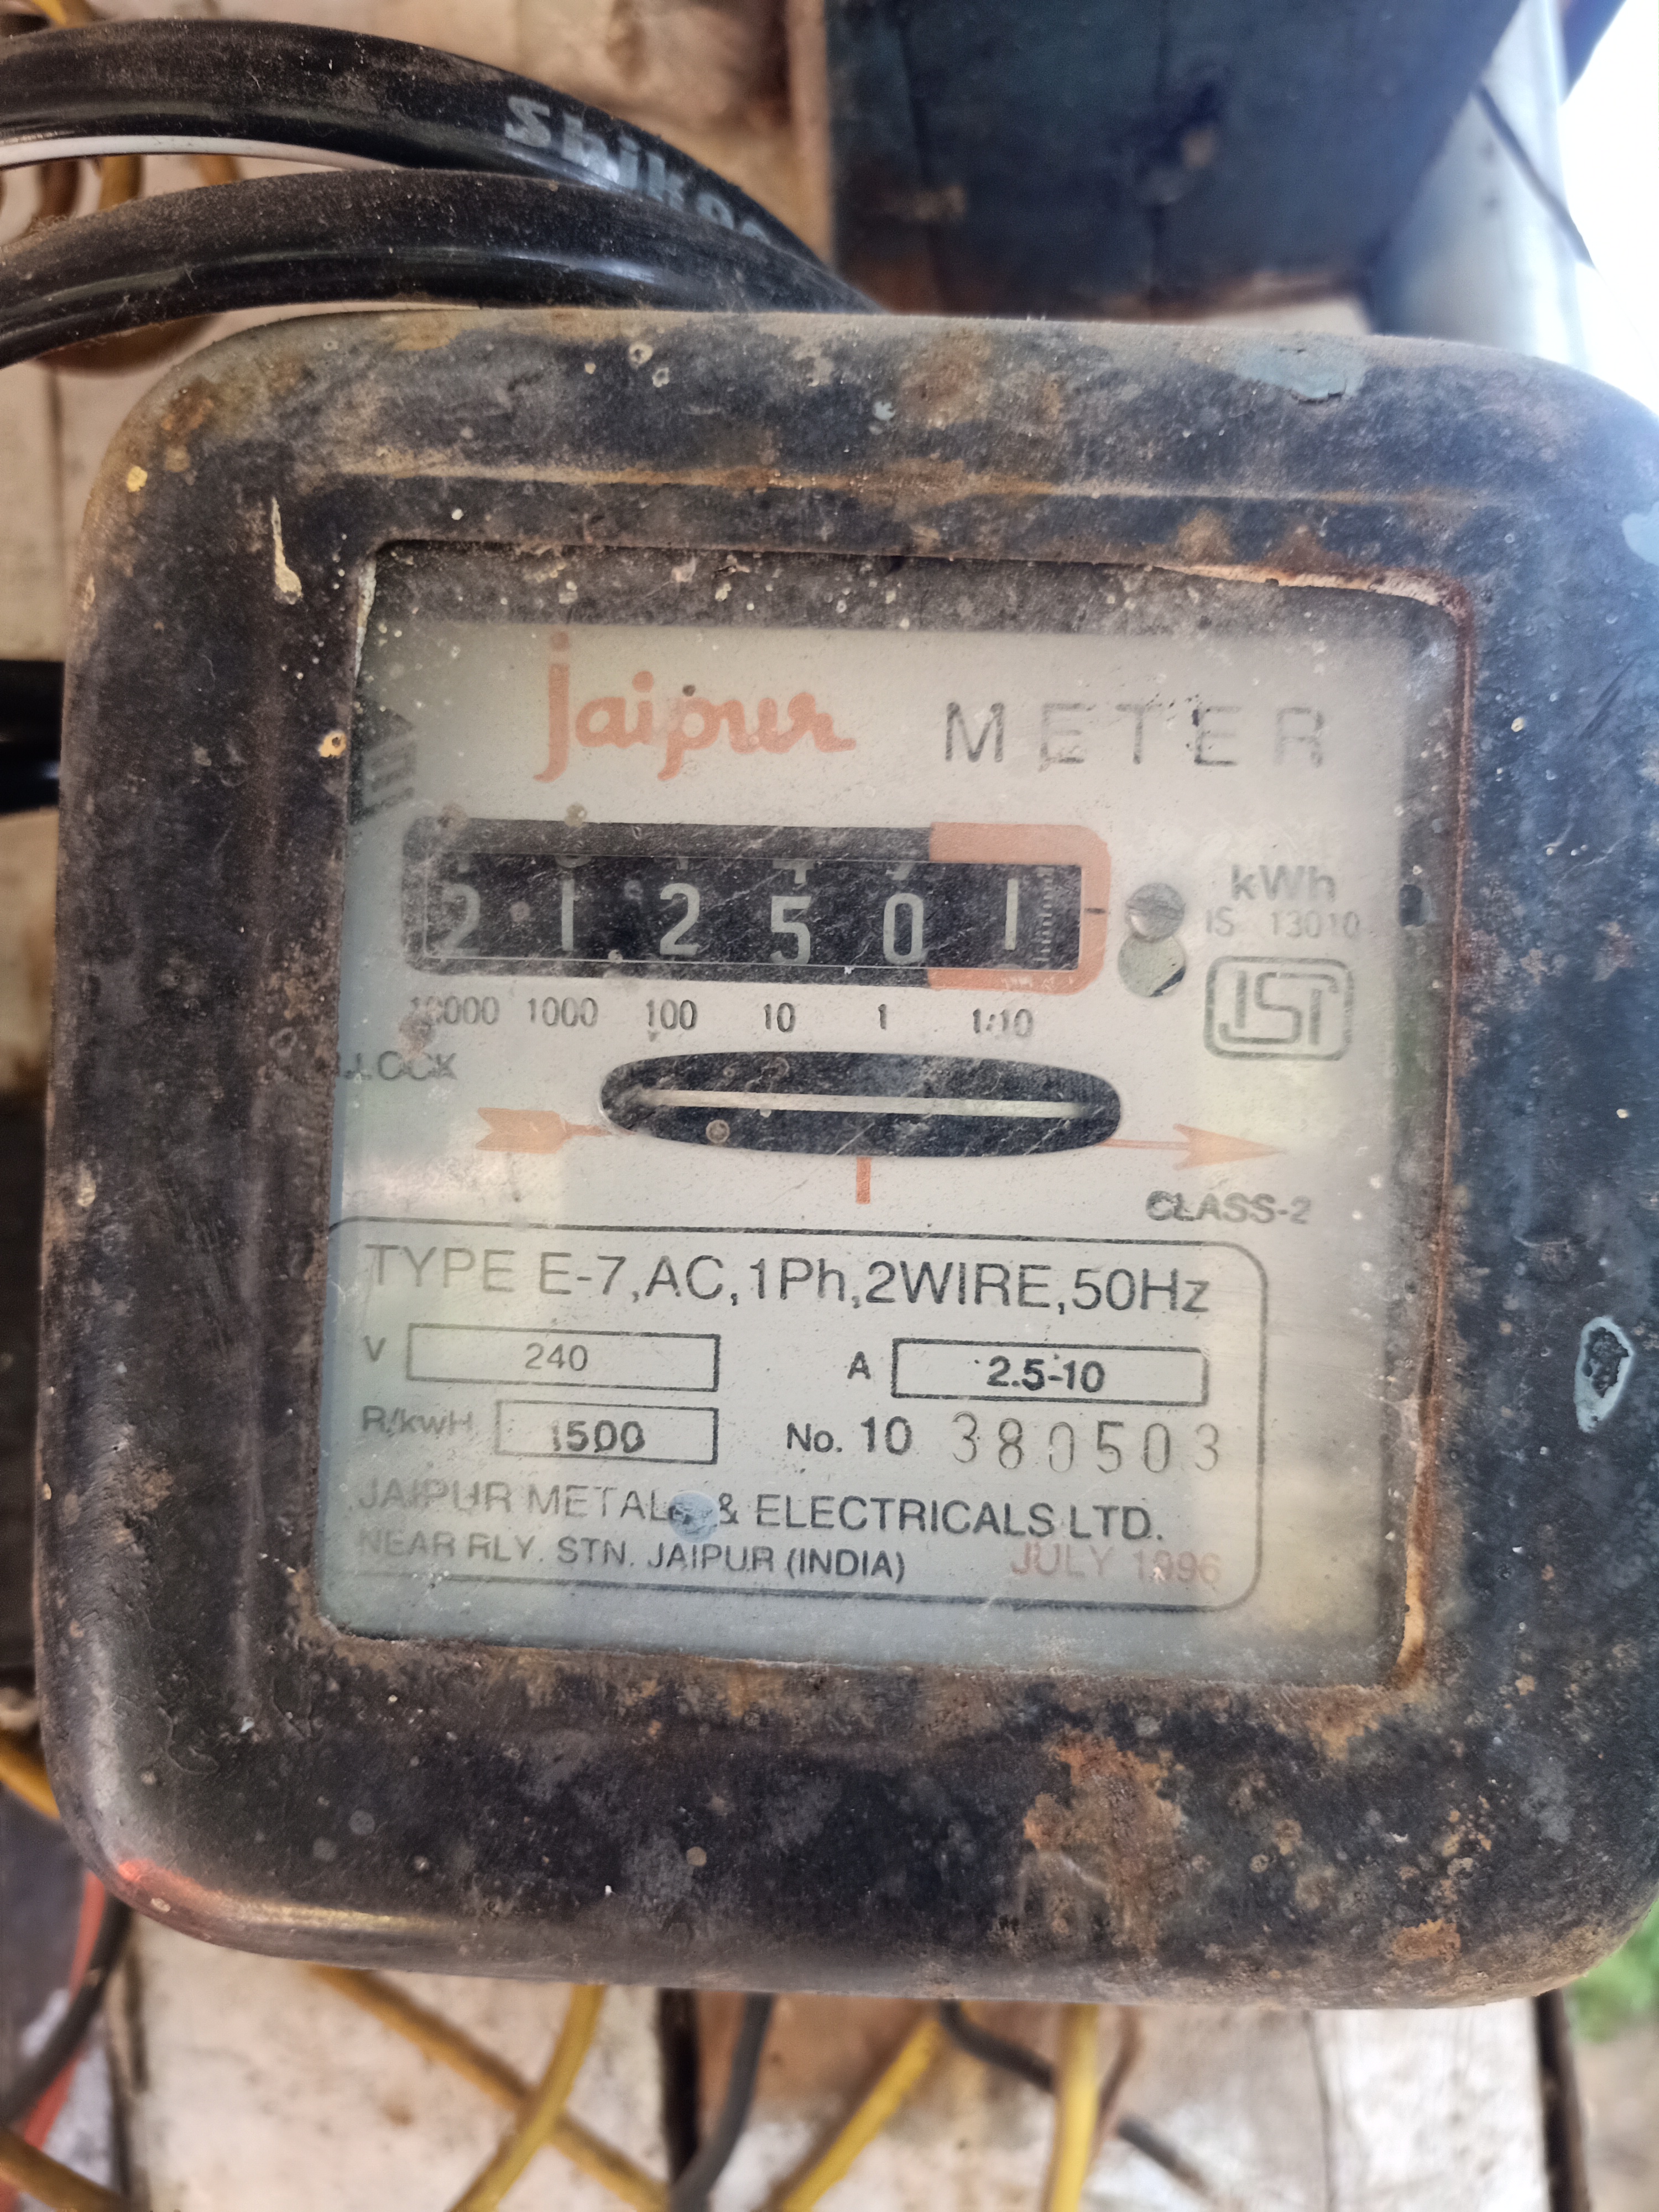 jaipur METER
2 1 2 5 0 1
kWh
IS 13010
ISI
10000 1000 100 10 1 1/10
CLASS-2
TYPE E-7,AC,1Ph,2WIRE,50Hz
V 240 A 2.5-10
R/kwH 1500 No. 10 380503
JAIPUR METALS & ELECTRICALS LTD.
NEAR RLY. STN. JAIPUR (INDIA) JULY 1996